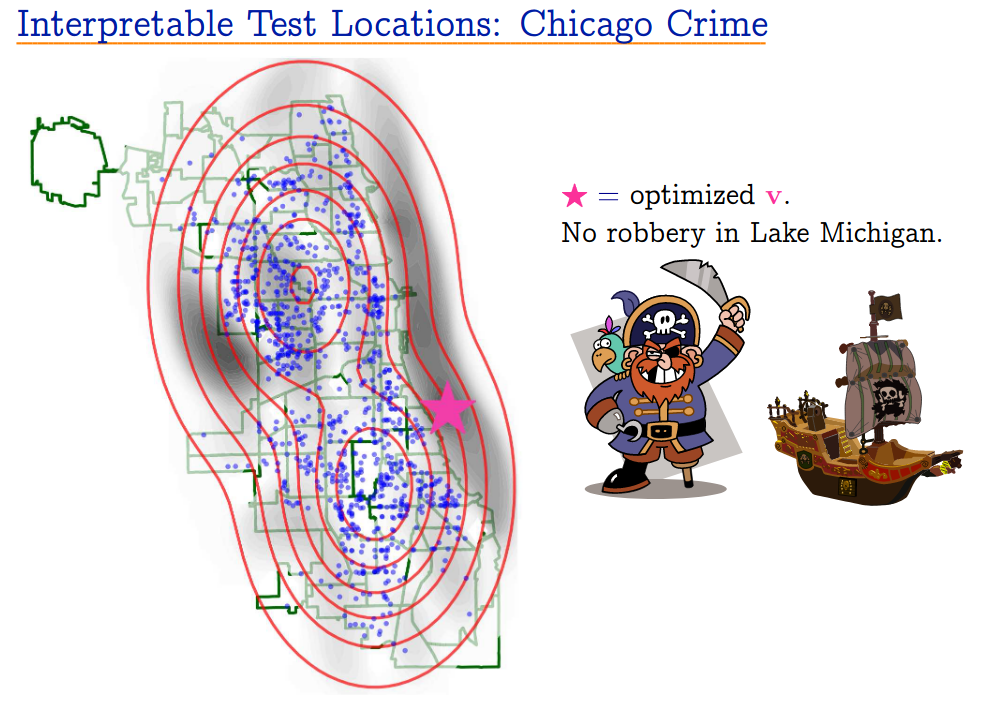 Interpretable Test Locations: Chicago Crime
★ = optimized v.
No robbery in Lake Michigan.